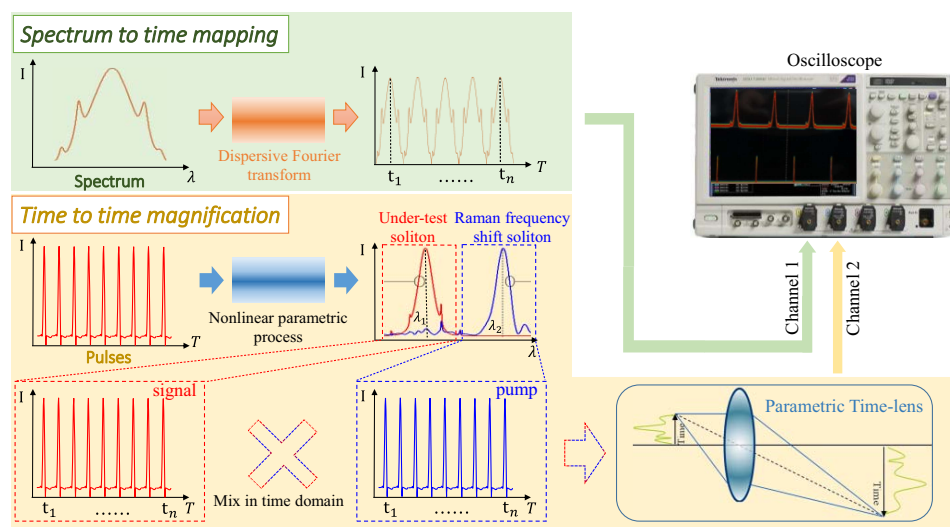 Spectrum to time mapping
I
λ
Spectrum
Dispersive Fourier
transform
I
T
t1 ...... tn
Oscilloscope
Tektronix
Time to time magnification
I
T
Pulses
Nonlinear parametric
process
Under-test
soliton
Raman frequency
shift soliton
I
λ1
λ2
λ
Channel 1
Channel 2
signal
I
t1 ...... tn T
Mix in time domain
pump
I
t1 ...... tn T
Parametric Time-lens
Time
Time